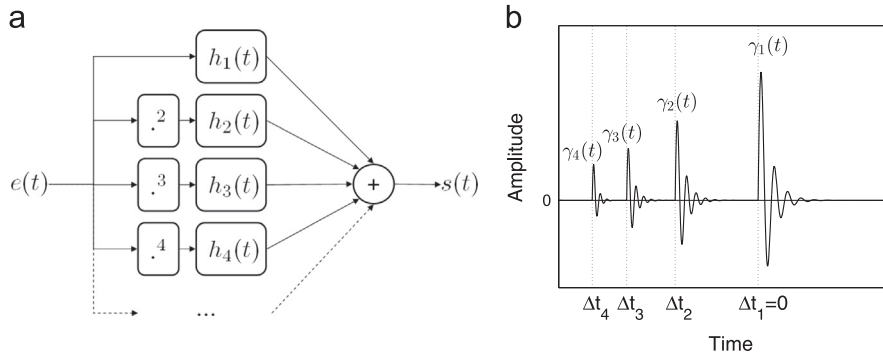 a
h₁(t)
.² h₂(t)
.³ h₃(t)
e(t) + s(t)
.⁴ h₄(t)
...
b
γ₁(t)
γ₂(t)
γ₃(t)
γ₄(t)
Amplitude
0
Δt₄ Δt₃ Δt₂ Δt₁=0
Time